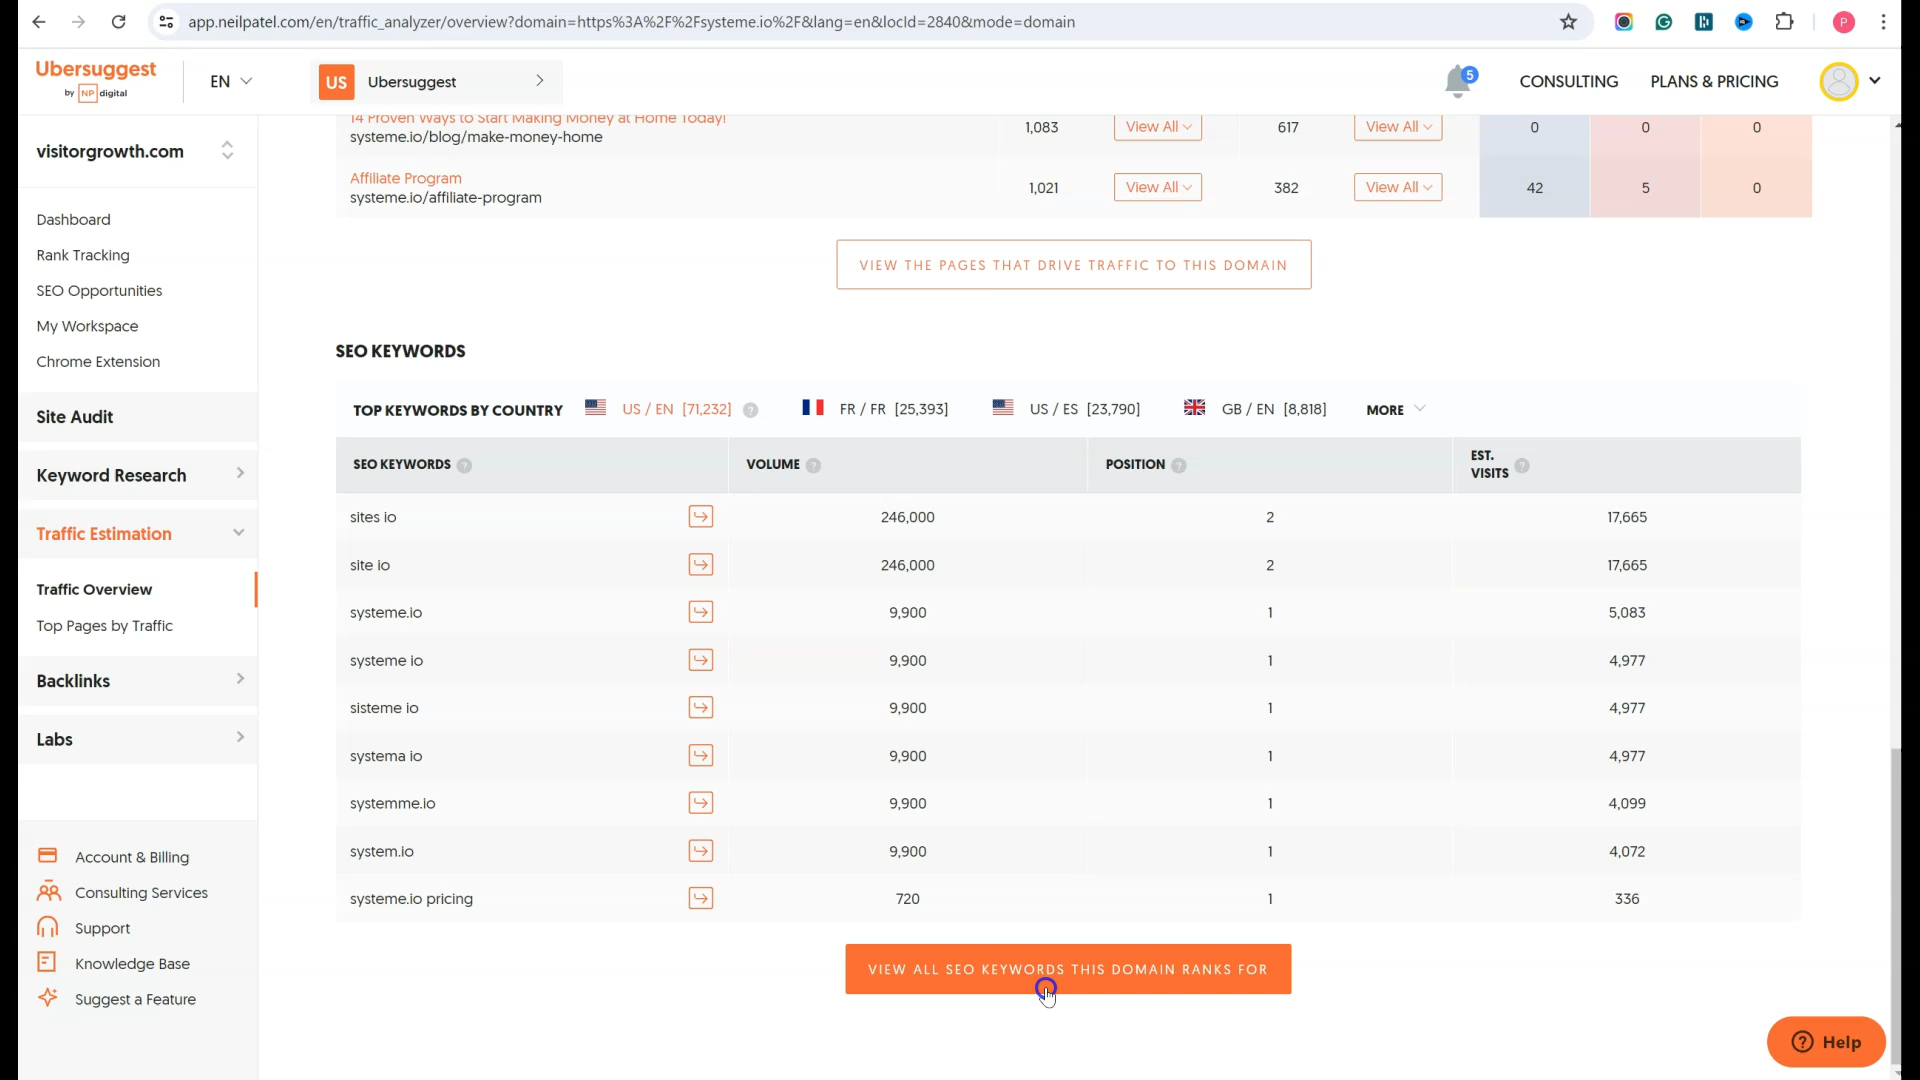 app.neilpatel.com/en/traffic_analyzer/overview?domain=https%3A%2F%2Fsysteme.io%2F&lang=en&locId=2840&mode=domain
P
Ubersuggest
by NP digital
EN
US Ubersuggest
5
CONSULTING
PLANS & PRICING
visitorgrowth.com
Dashboard
Rank Tracking
SEO Opportunities
My Workspace
Chrome Extension
Site Audit
Keyword Research
Traffic Estimation
Traffic Overview
Top Pages by Traffic
Backlinks
Labs
Account & Billing
Consulting Services
Support
Knowledge Base
Suggest a Feature
14 Proven Ways to Start Making Money at Home Today!
systeme.io/blog/make-money-home
1,083 View All 617 View All 0 0 0
Affiliate Program
systeme.io/affiliate-program
1,021 View All 382 View All 42 5 0
VIEW THE PAGES THAT DRIVE TRAFFIC TO THIS DOMAIN
SEO KEYWORDS
TOP KEYWORDS BY COUNTRY US / EN [71,232] ? FR / FR [25,393] US / ES [23,790] GB / EN [8,818] MORE
SEO KEYWORDS ? VOLUME ? POSITION ? EST. VISITS ?
sites io 246,000 2 17,665
site io 246,000 2 17,665
systeme.io 9,900 1 5,083
systeme io 9,900 1 4,977
sisteme io 9,900 1 4,977
systema io 9,900 1 4,977
systemme.io 9,900 1 4,099
system.io 9,900 1 4,072
systeme.io pricing 720 1 336
VIEW ALL SEO KEYWORDS THIS DOMAIN RANKS FOR
? Help